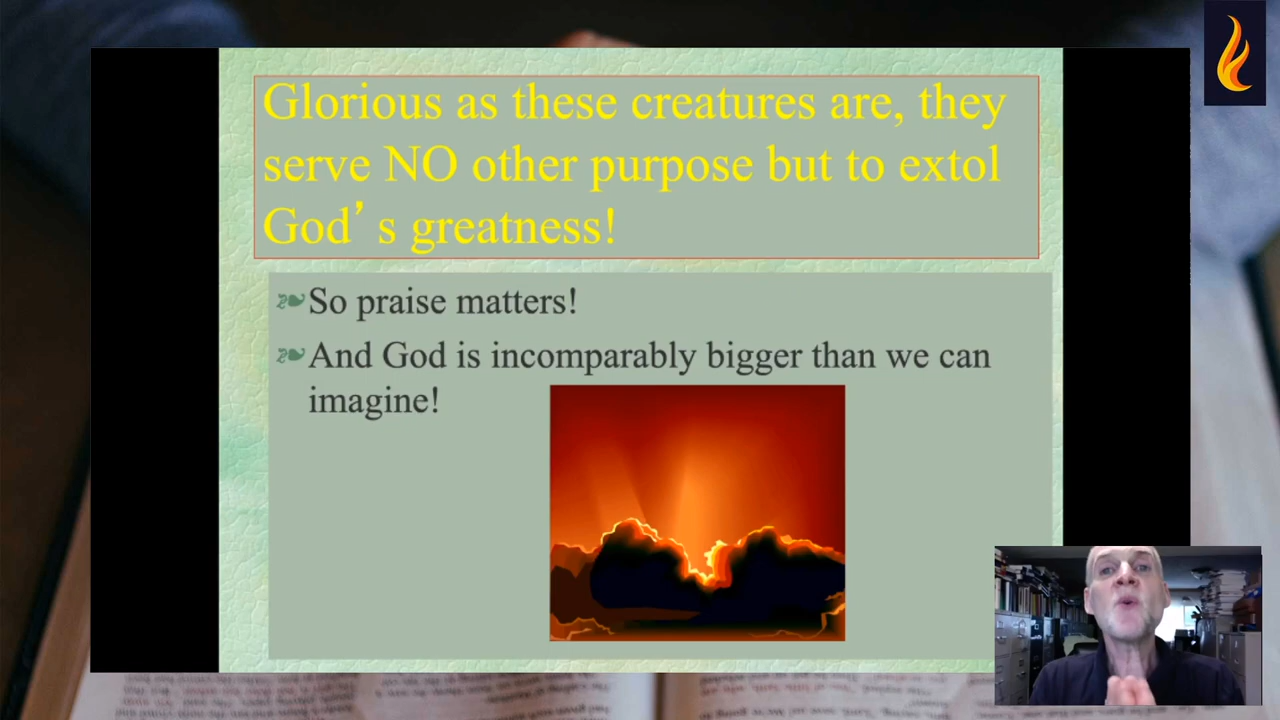 Glorious as these creatures are, they
serve NO other purpose but to extol
God’s greatness!
So praise matters!
And God is incomparably bigger than we can
imagine!